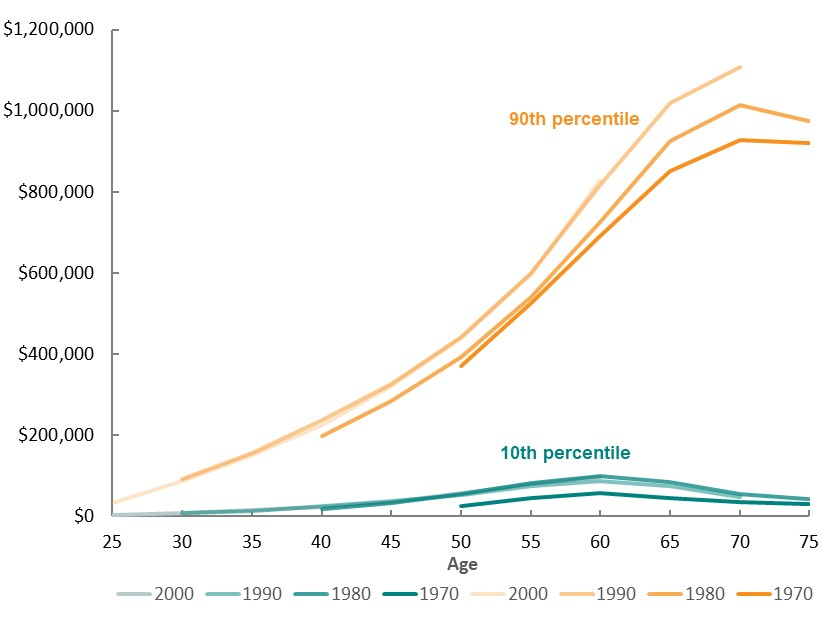 $1,200,000
$1,000,000
90th percentile
$800,000
$600,000
$400,000
$200,000
10th percentile
$0
25 30 35 40 45 50 55 60 65 70 75
Age
2000 1990 1980 1970 2000 1990 1980 1970